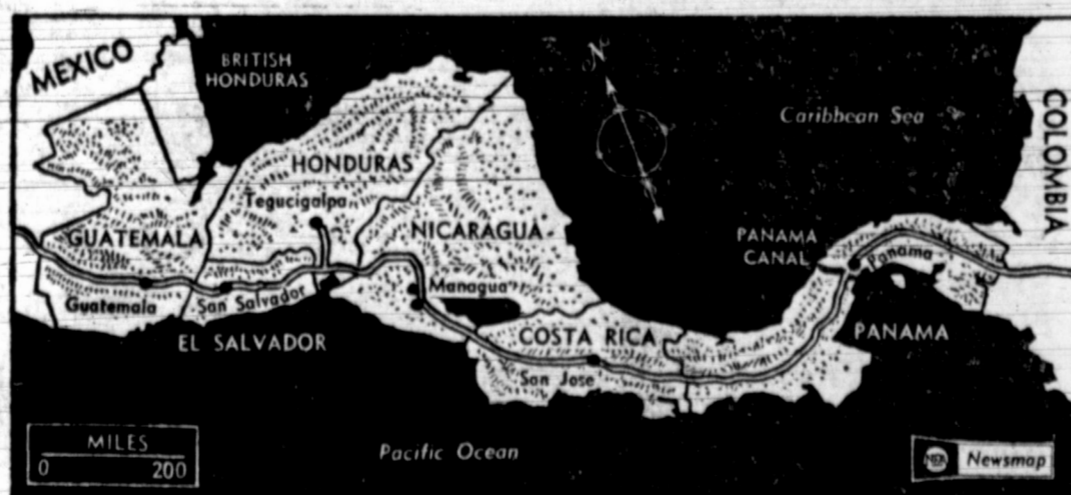 MEXICO
BRITISH
HONDURAS
N
Caribbean Sea
COLOMBIA
HONDURAS
Tegucigalpa
GUATEMALA
NICARAGUA
PANAMA
CANAL
Panama
Guatemala
San Salvador
Managua
EL SALVADOR
COSTA RICA
PANAMA
San Jose
MILES
0 200
Pacific Ocean
NEA Newsmap